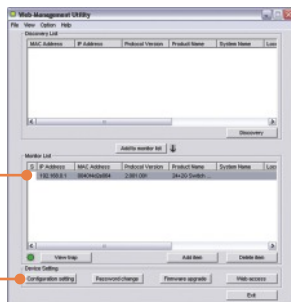 Web-Management Utility
File View Option Help
Discovery List
MAC Address IP Address Protocol Version Product Name System Name Loca
Discovery
Add to monitor list
Monitor List
S IP Address MAC Address Protocol Version Product Name System Name Loca
192.168.0.1 2.001.001 24+2G Switch ...
View trap Add item Delete item
Device Setting
Configuration setting Password change Firmware upgrade Web access
Exit